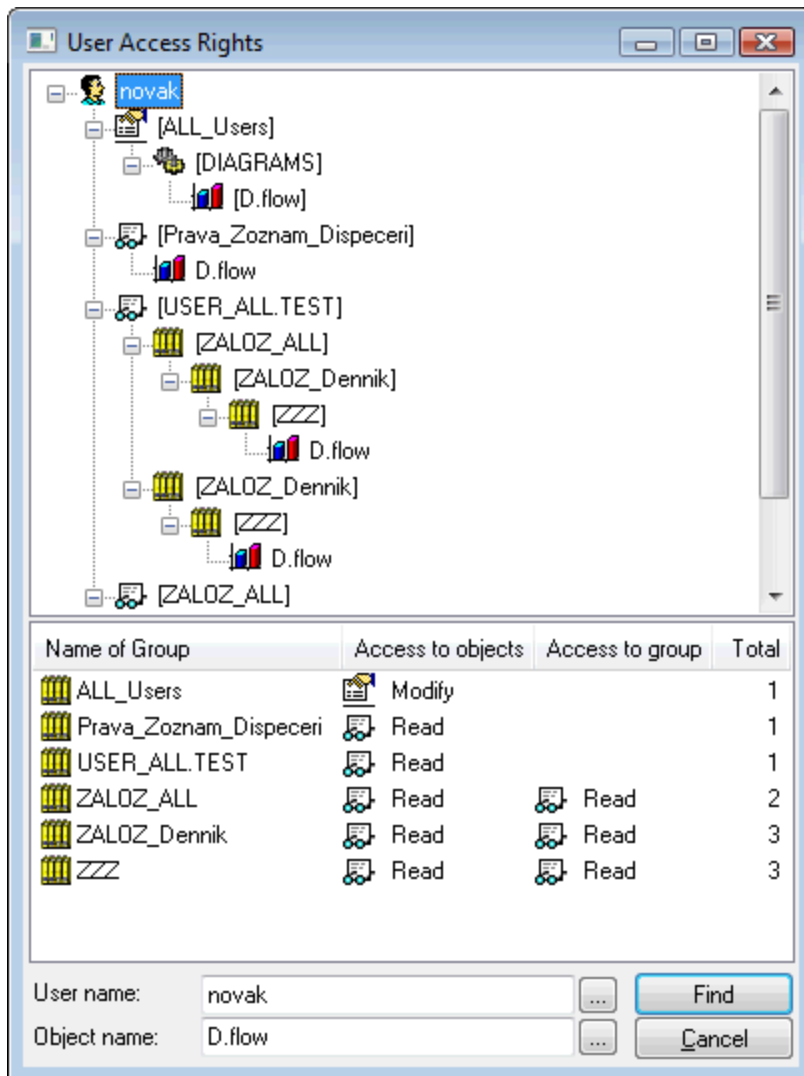 User Access Rights
novak
[ALL_Users]
[DIAGRAMS]
[D.flow]
[Prava_Zoznam_Dispeceri]
D.flow
[USER_ALL.TEST]
[ZALOZ_ALL]
[ZALOZ_Dennik]
[ZZZ]
D.flow
[ZALOZ_Dennik]
[ZZZ]
D.flow
[ZALOZ_ALL]
Name of Group Access to objects Access to group Total
ALL_Users Modify 1
Prava_Zoznam_Dispeceri Read 1
USER_ALL.TEST Read 1
ZALOZ_ALL Read Read 2
ZALOZ_Dennik Read Read 3
ZZZ Read Read 3
User name: novak ... Find
Object name: D.flow ... Cancel